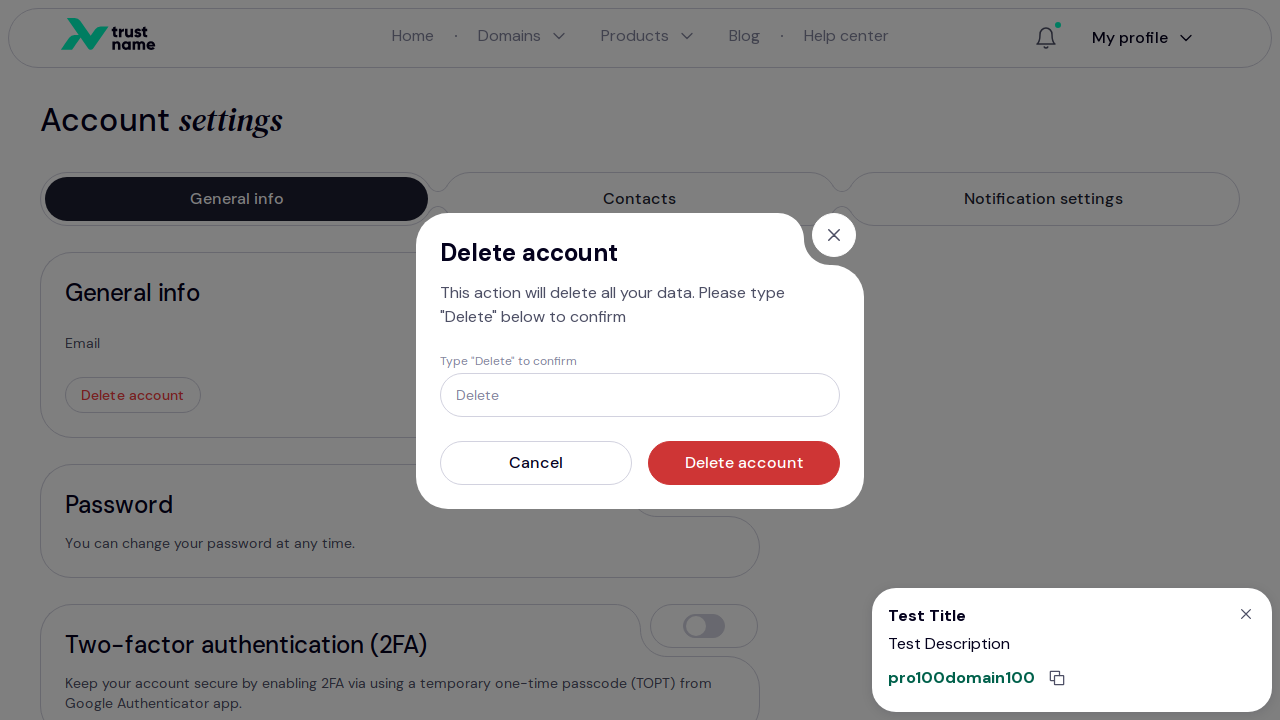 trust
name
Home · Domains Products Blog · Help center
My profile
Account settings
General info
Contacts
Notification settings
General info
Email
Delete account
Password
You can change your password at any time.
Two-factor authentication (2FA)
Keep your account secure by enabling 2FA via using a temporary one-time passcode (TOPT) from
Google Authenticator app.
Delete account
This action will delete all your data. Please type
"Delete" below to confirm
Type "Delete" to confirm
Delete
Cancel
Delete account
Test Title
Test Description
pro100domain100